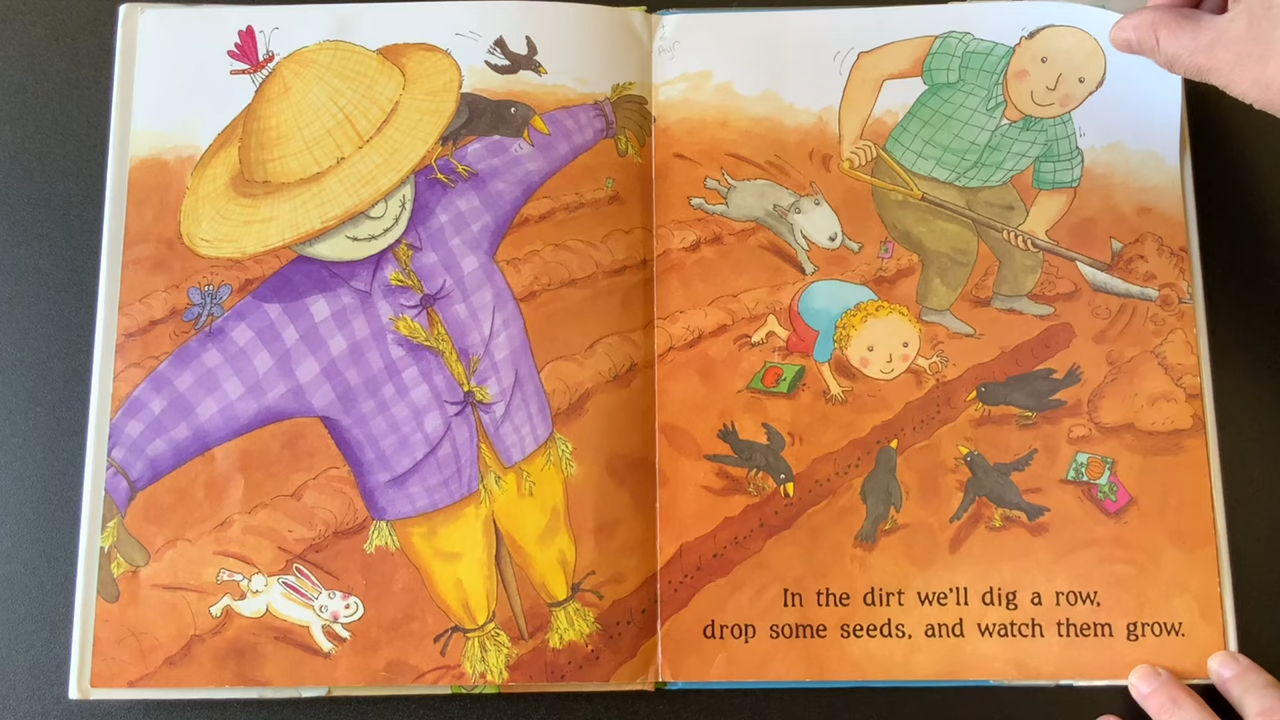 In the dirt we'll dig a row,
drop some seeds, and watch them grow.